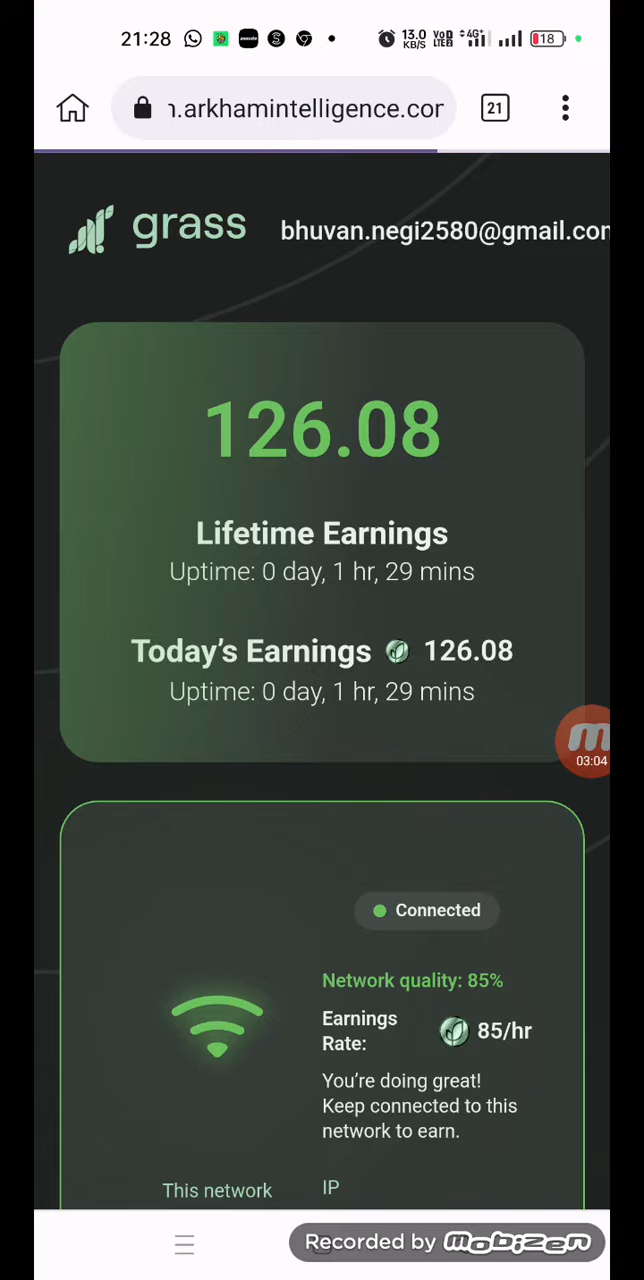 21:28 13.0 KB/S VoD LTE2 4G+ 18
ı.arkhamintelligence.cor 21
grass bhuvan.negi2580@gmail.con
126.08
Lifetime Earnings
Uptime: 0 day, 1 hr, 29 mins
Today’s Earnings 126.08
Uptime: 0 day, 1 hr, 29 mins
03:04
Connected
Network quality: 85%
Earnings
Rate: 85/hr
You’re doing great!
Keep connected to this
network to earn.
This network IP
Recorded by mobizen